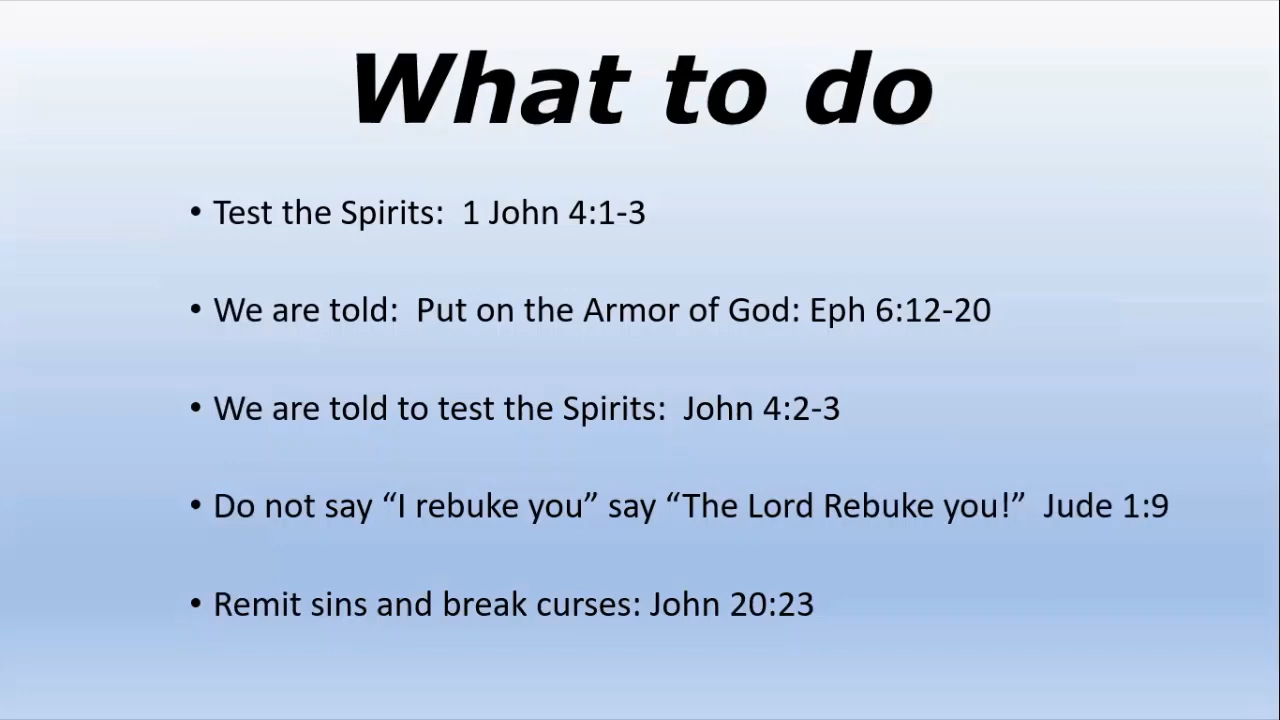 What to do
• Test the Spirits:  1 John 4:1-3
• We are told:  Put on the Armor of God: Eph 6:12-20
• We are told to test the Spirits:  John 4:2-3
• Do not say “I rebuke you” say “The Lord Rebuke you!”  Jude 1:9
• Remit sins and break curses: John 20:23